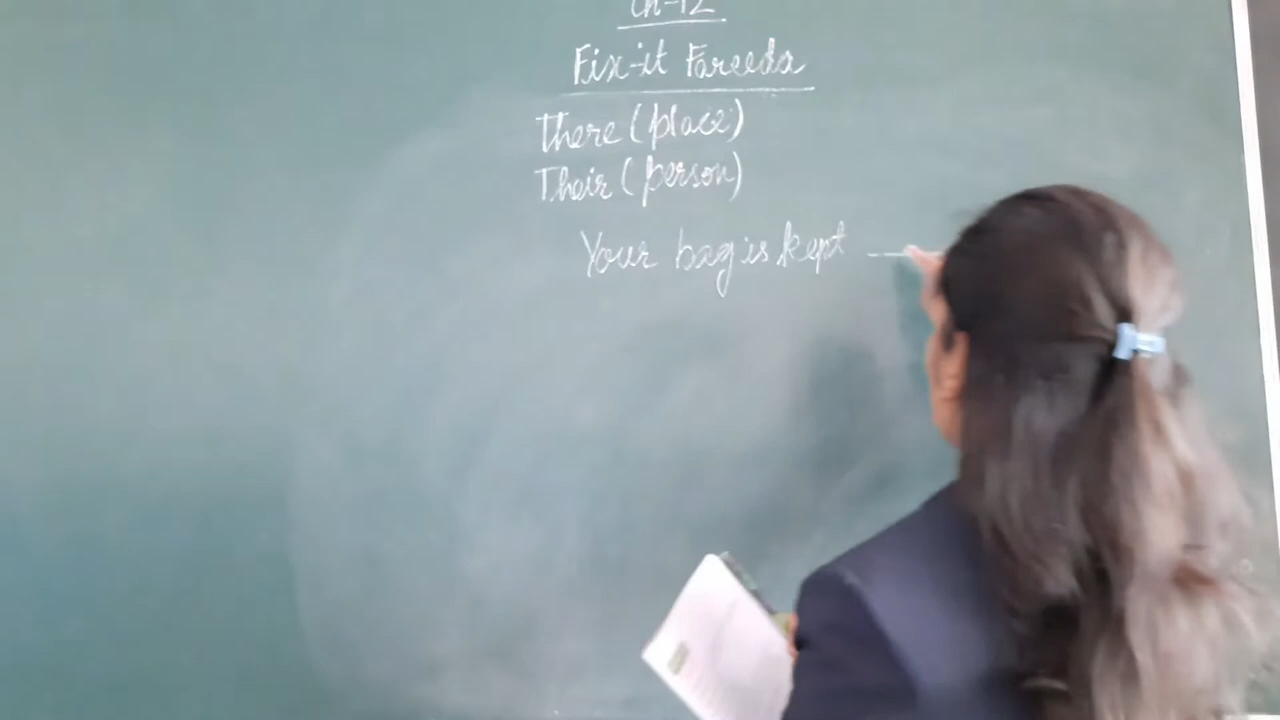 Ch-12
Fix-it Fareeda
There (place)
Their (person)
Your bag is kept